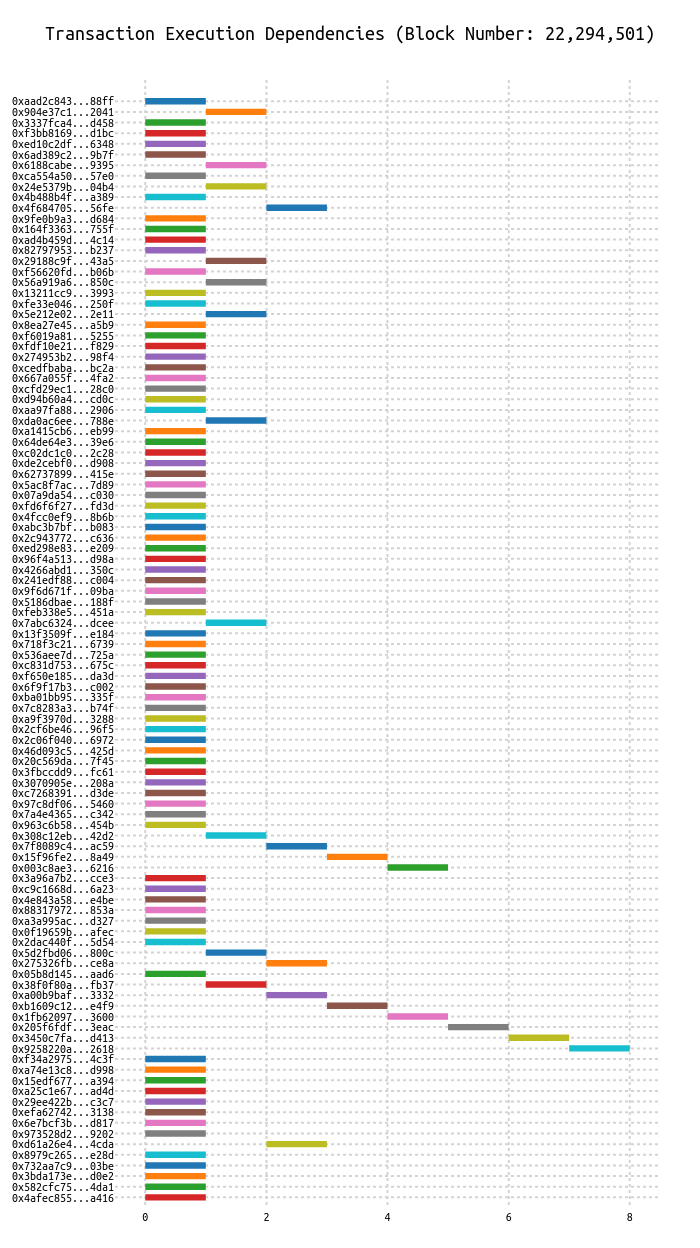 Transaction Execution Dependencies (Block Number: 22,294,501)
0xaad2c843...88ff
0x904e37c1...2041
0x3337fca4...d458
0xf3bb8169...d1bc
0xed10c2df...6348
0x6ad389c2...9b7f
0x6188cabe...9395
0xca554a50...57e0
0x24e5379b...04b4
0x4b488b4f...a389
0x4f684705...56fe
0x9fe0b9a3...d684
0x164f3363...755f
0xad4b459d...4c14
0x82797953...b237
0x29188c9f...43a5
0xf56620fd...b06b
0x56a919a6...850c
0x13211cc9...3993
0xfe33e046...250f
0x5e212e02...2e11
0x8ea27e45...a5b9
0xf6019a81...5255
0xfdf10e21...f829
0x274953b2...98f4
0xcedfbaba...bc2a
0x667a055f...4fa2
0xcfd29ec1...28c0
0xd94b60a4...cd0c
0xaa97fa88...2906
0xda0ac6ee...788e
0xa1415cb6...eb99
0x64de64e3...39e6
0xc02dc1c0...2c28
0xde2cebf0...d908
0x62737899...415e
0x5ac8f7ac...7d89
0x07a9da54...c030
0xfd6f6f27...fd3d
0x4fcc0ef9...8b6b
0xabc3b7bf...b083
0x2c943772...c636
0xed298e83...e209
0x96f4a513...d98a
0x4266abd1...350c
0x241edf88...c004
0x9f6d671f...09ba
0x5186dbae...188f
0xfeb338e5...451a
0x7abc6324...dcee
0x13f3509f...e184
0x718f3c21...6739
0x536aee7d...725a
0xc831d753...675c
0xf650e185...da3d
0x6f9f17b3...c002
0xba01bb95...335f
0x7c8283a3...b74f
0xa9f3970d...3288
0x2cf6be46...96f5
0x2c06f040...6972
0x46d093c5...425d
0x20c569da...7f45
0x3fbccdd9...fc61
0x3070905e...208a
0xc7268391...d3de
0x97c8df06...5460
0x7a4e4365...c342
0x963c6b58...454b
0x308c12eb...42d2
0x7f8089c4...ac59
0x15f96fe2...8a49
0x003c8ae3...6216
0x3a96a7b2...cce3
0xc9c1668d...6a23
0x4e843a58...e4be
0x88317972...853a
0xa3a995ac...d327
0x0f19659b...afec
0x2dac440f...5d54
0x5d2fbd06...800c
0x275326fb...ce8a
0x05b8d145...aad6
0x38f0f80a...fb37
0xa00b9baf...3332
0xb1609c12...e4f9
0x1fb62097...3600
0x205f6fdf...3eac
0x3450c7fa...d413
0x9258220a...2618
0xf34a2975...4c3f
0xa74e13c8...d998
0x15edf677...a394
0xa25c1e67...ad4d
0x29ee422b...c3c7
0xefa62742...3138
0x6e7bcf3b...d817
0x973528d2...9202
0xd61a26e4...4cda
0x8979c265...e28d
0x732aa7c9...03be
0x3bda173e...d0e2
0x582cfc75...4da1
0x4afec855...a416
0 2 4 6 8